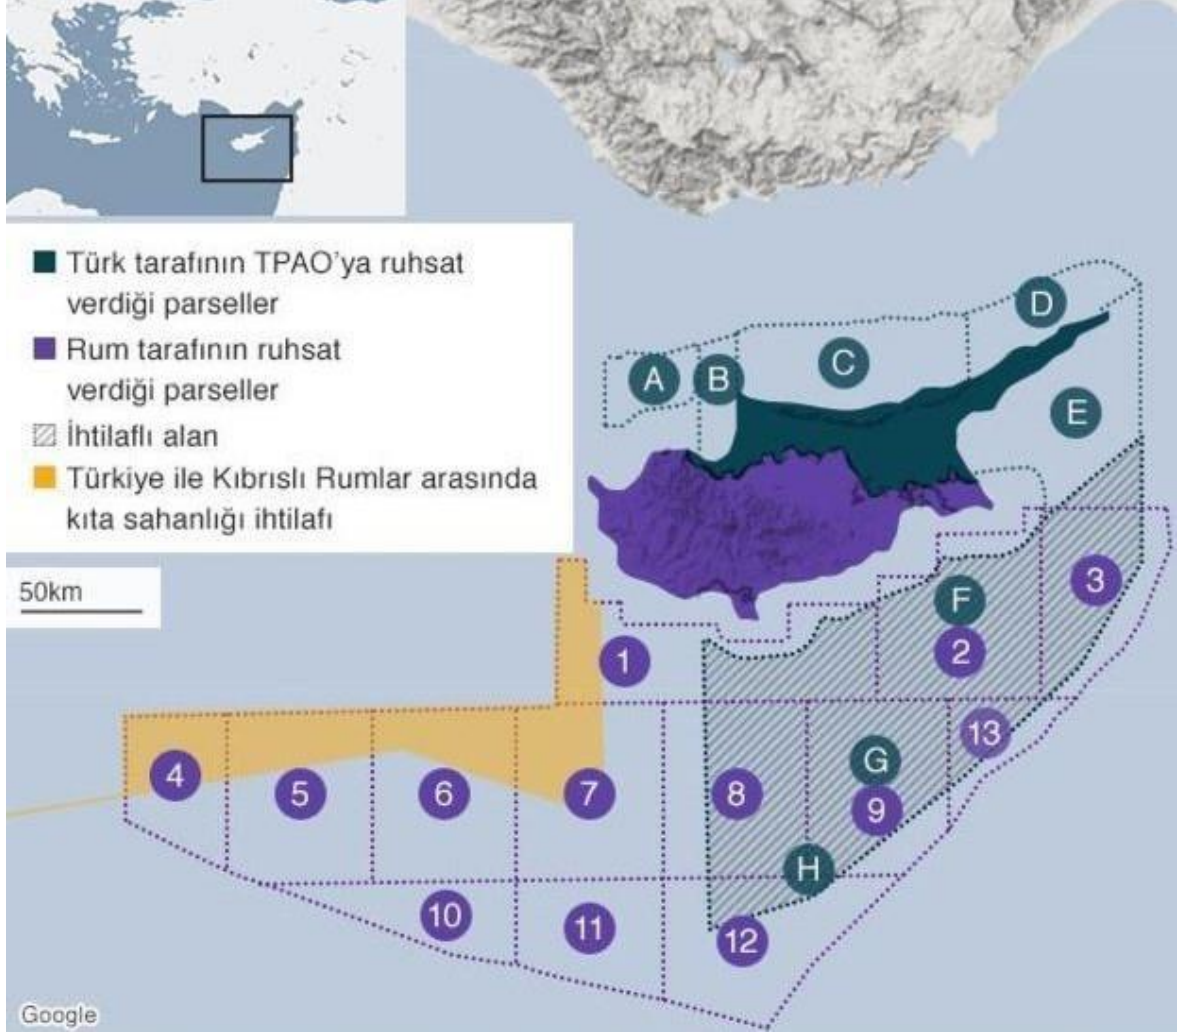 Türk tarafının TPAO'ya ruhsat
verdiği parseller
Rum tarafının ruhsat
verdiği parseller
İhtilaflı alan
Türkiye ile Kıbrıslı Rumlar arasında
kıta sahanlığı ihtilafı
50km
D
C
A
B
E
3
F
2
1
13
G
4
5
6
7
8
9
H
10
11
12
Google